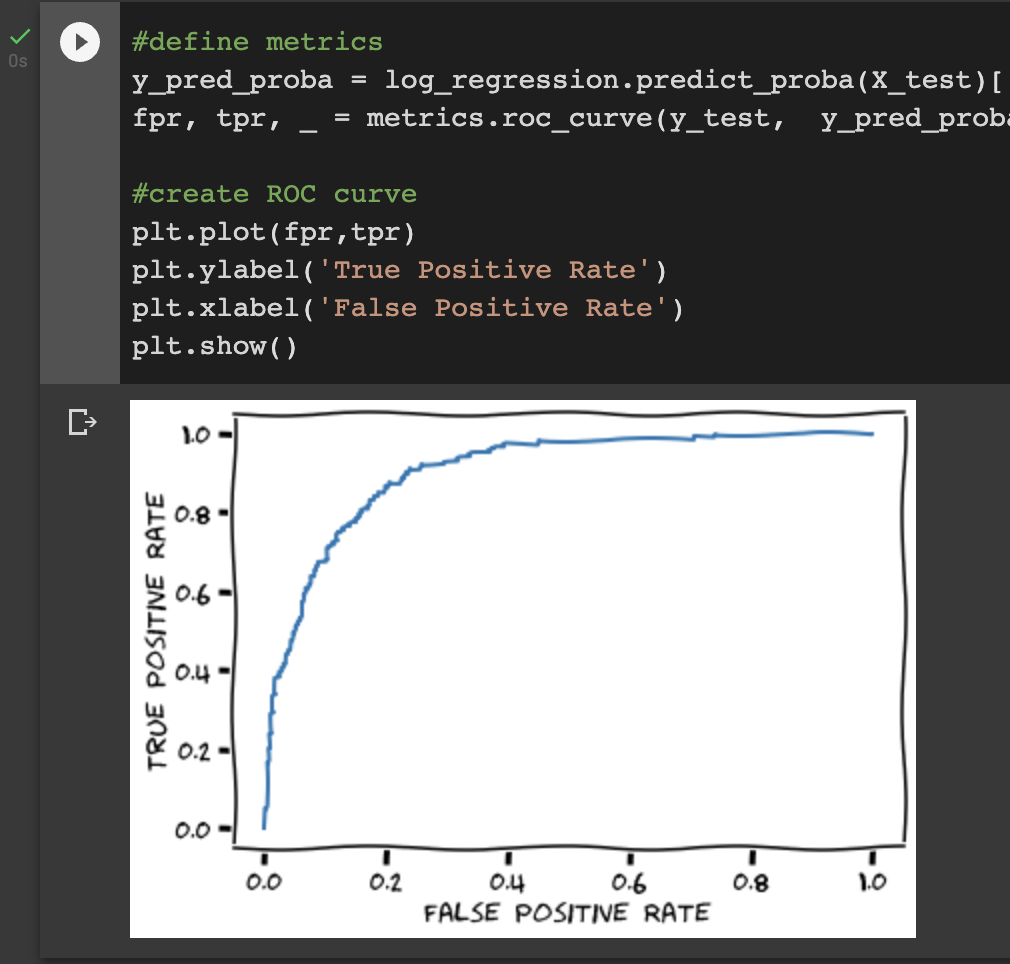 0s
#define metrics
y_pred_proba = log_regression.predict_proba(X_test)[
fpr, tpr, _ = metrics.roc_curve(y_test,  y_pred_proba
#create ROC curve
plt.plot(fpr,tpr)
plt.ylabel('True Positive Rate')
plt.xlabel('False Positive Rate')
plt.show()
TRUE POSITIVE RATE
1.0
0.8
0.6
0.4
0.2
0.0
0.0 0.2 0.4 0.6 0.8 1.0
FALSE POSITIVE RATE